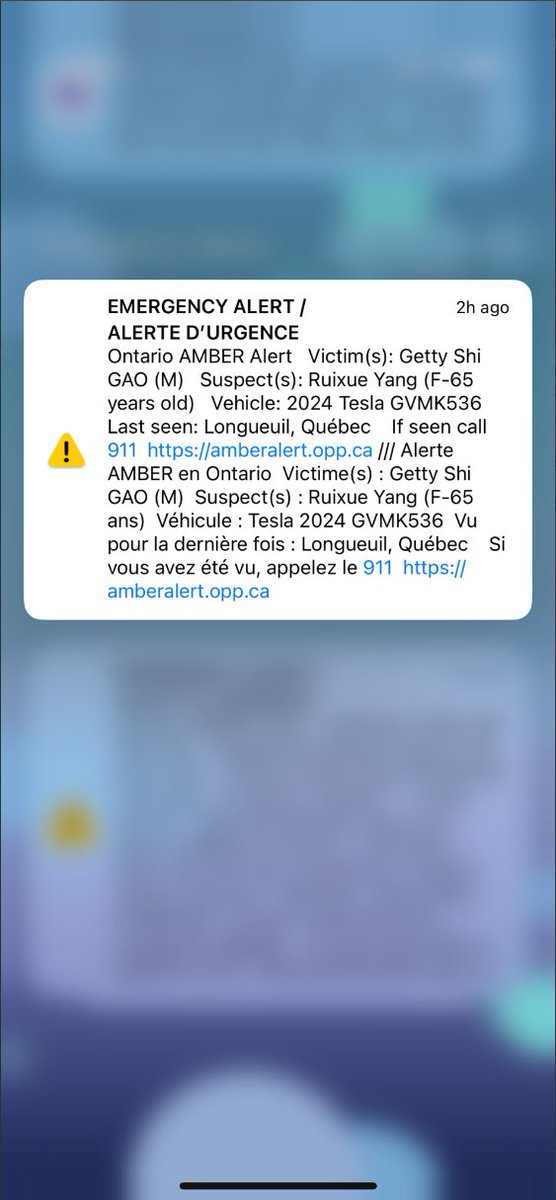 EMERGENCY ALERT /
2h ago
ALERTE D'URGENCE
Ontario AMBER Alert Victim(s): Getty Shi
GAO (M) Suspect(s): Ruixue Yang (F-65
years old) Vehicle: 2024 Tesla GVMK536
Last seen: Longueuil, Québec If seen call
911 https://amberalert.opp.ca /// Alerte
AMBER en Ontario Victime(s) : Getty Shi
GAO (M) Suspect(s) : Ruixue Yang (F-65
ans) Véhicule : Tesla 2024 GVMK536 Vu
pour la dernière fois : Longueuil, Québec Si
vous avez été vu, appelez le 911 https://
amberalert.opp.ca